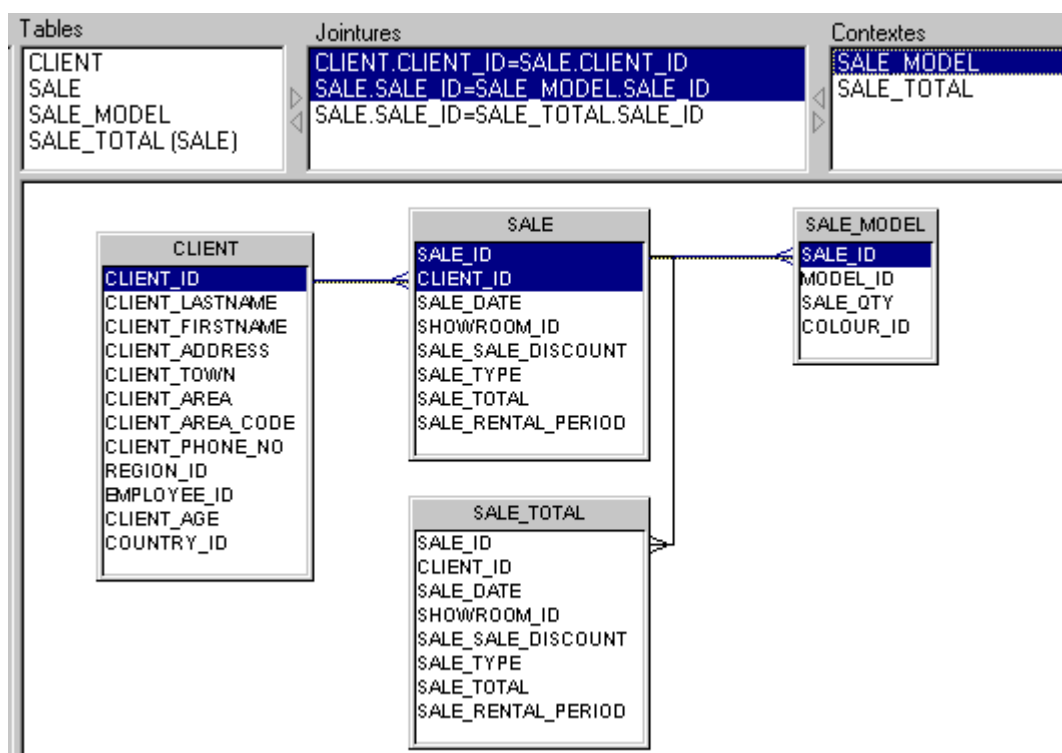 Tables
CLIENT
SALE
SALE_MODEL
SALE_TOTAL (SALE)
Jointures
CLIENT.CLIENT_ID=SALE.CLIENT_ID
SALE.SALE_ID=SALE_MODEL.SALE_ID
SALE.SALE_ID=SALE_TOTAL.SALE_ID
Contextes
SALE_MODEL
SALE_TOTAL
CLIENT
CLIENT_ID
CLIENT_LASTNAME
CLIENT_FIRSTNAME
CLIENT_ADDRESS
CLIENT_TOWN
CLIENT_AREA
CLIENT_AREA_CODE
CLIENT_PHONE_NO
REGION_ID
EMPLOYEE_ID
CLIENT_AGE
COUNTRY_ID
SALE
SALE_ID
CLIENT_ID
SALE_DATE
SHOWROOM_ID
SALE_SALE_DISCOUNT
SALE_TYPE
SALE_TOTAL
SALE_RENTAL_PERIOD
SALE_MODEL
SALE_ID
MODEL_ID
SALE_QTY
COLOUR_ID
SALE_TOTAL
SALE_ID
CLIENT_ID
SALE_DATE
SHOWROOM_ID
SALE_SALE_DISCOUNT
SALE_TYPE
SALE_TOTAL
SALE_RENTAL_PERIOD